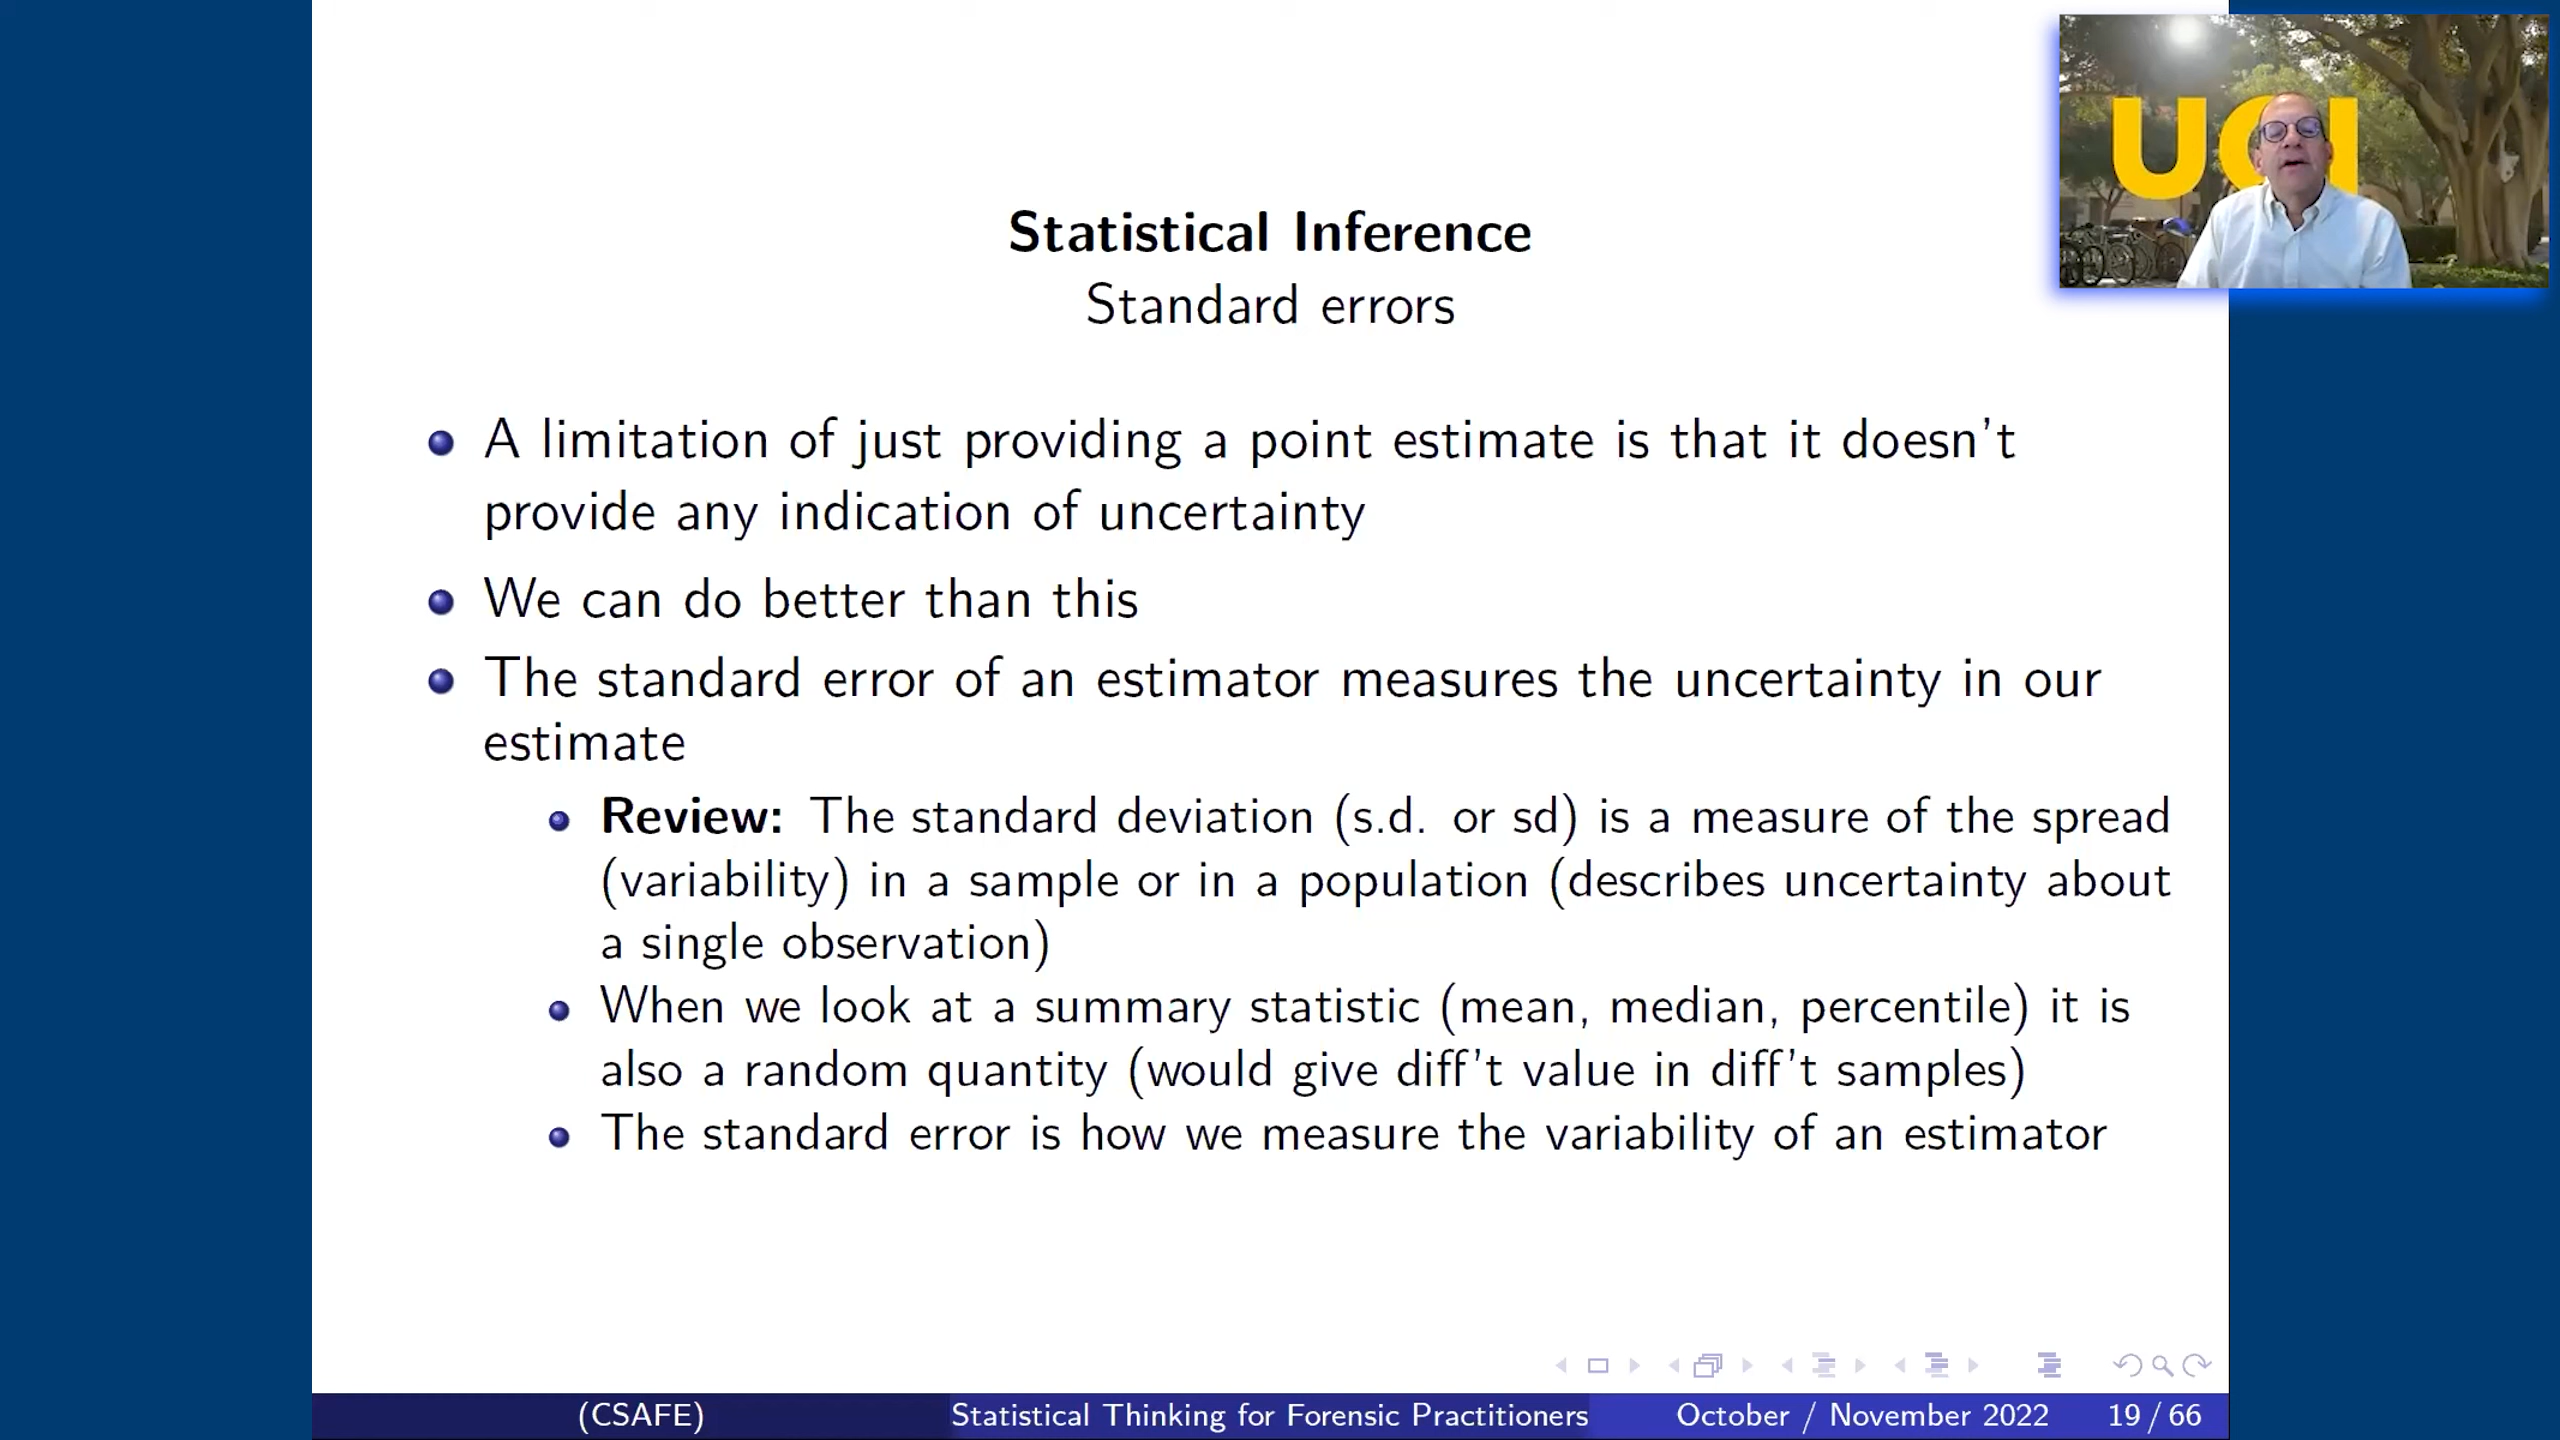 UCI
Statistical Inference
Standard errors
A limitation of just providing a point estimate is that it doesn't
provide any indication of uncertainty
We can do better than this
The standard error of an estimator measures the uncertainty in our
estimate
Review: The standard deviation (s.d. or sd) is a measure of the spread
(variability) in a sample or in a population (describes uncertainty about
a single observation)
When we look at a summary statistic (mean, median, percentile) it is
also a random quantity (would give diff't value in diff't samples)
The standard error is how we measure the variability of an estimator
(CSAFE) Statistical Thinking for Forensic Practitioners October / November 2022 19 / 66